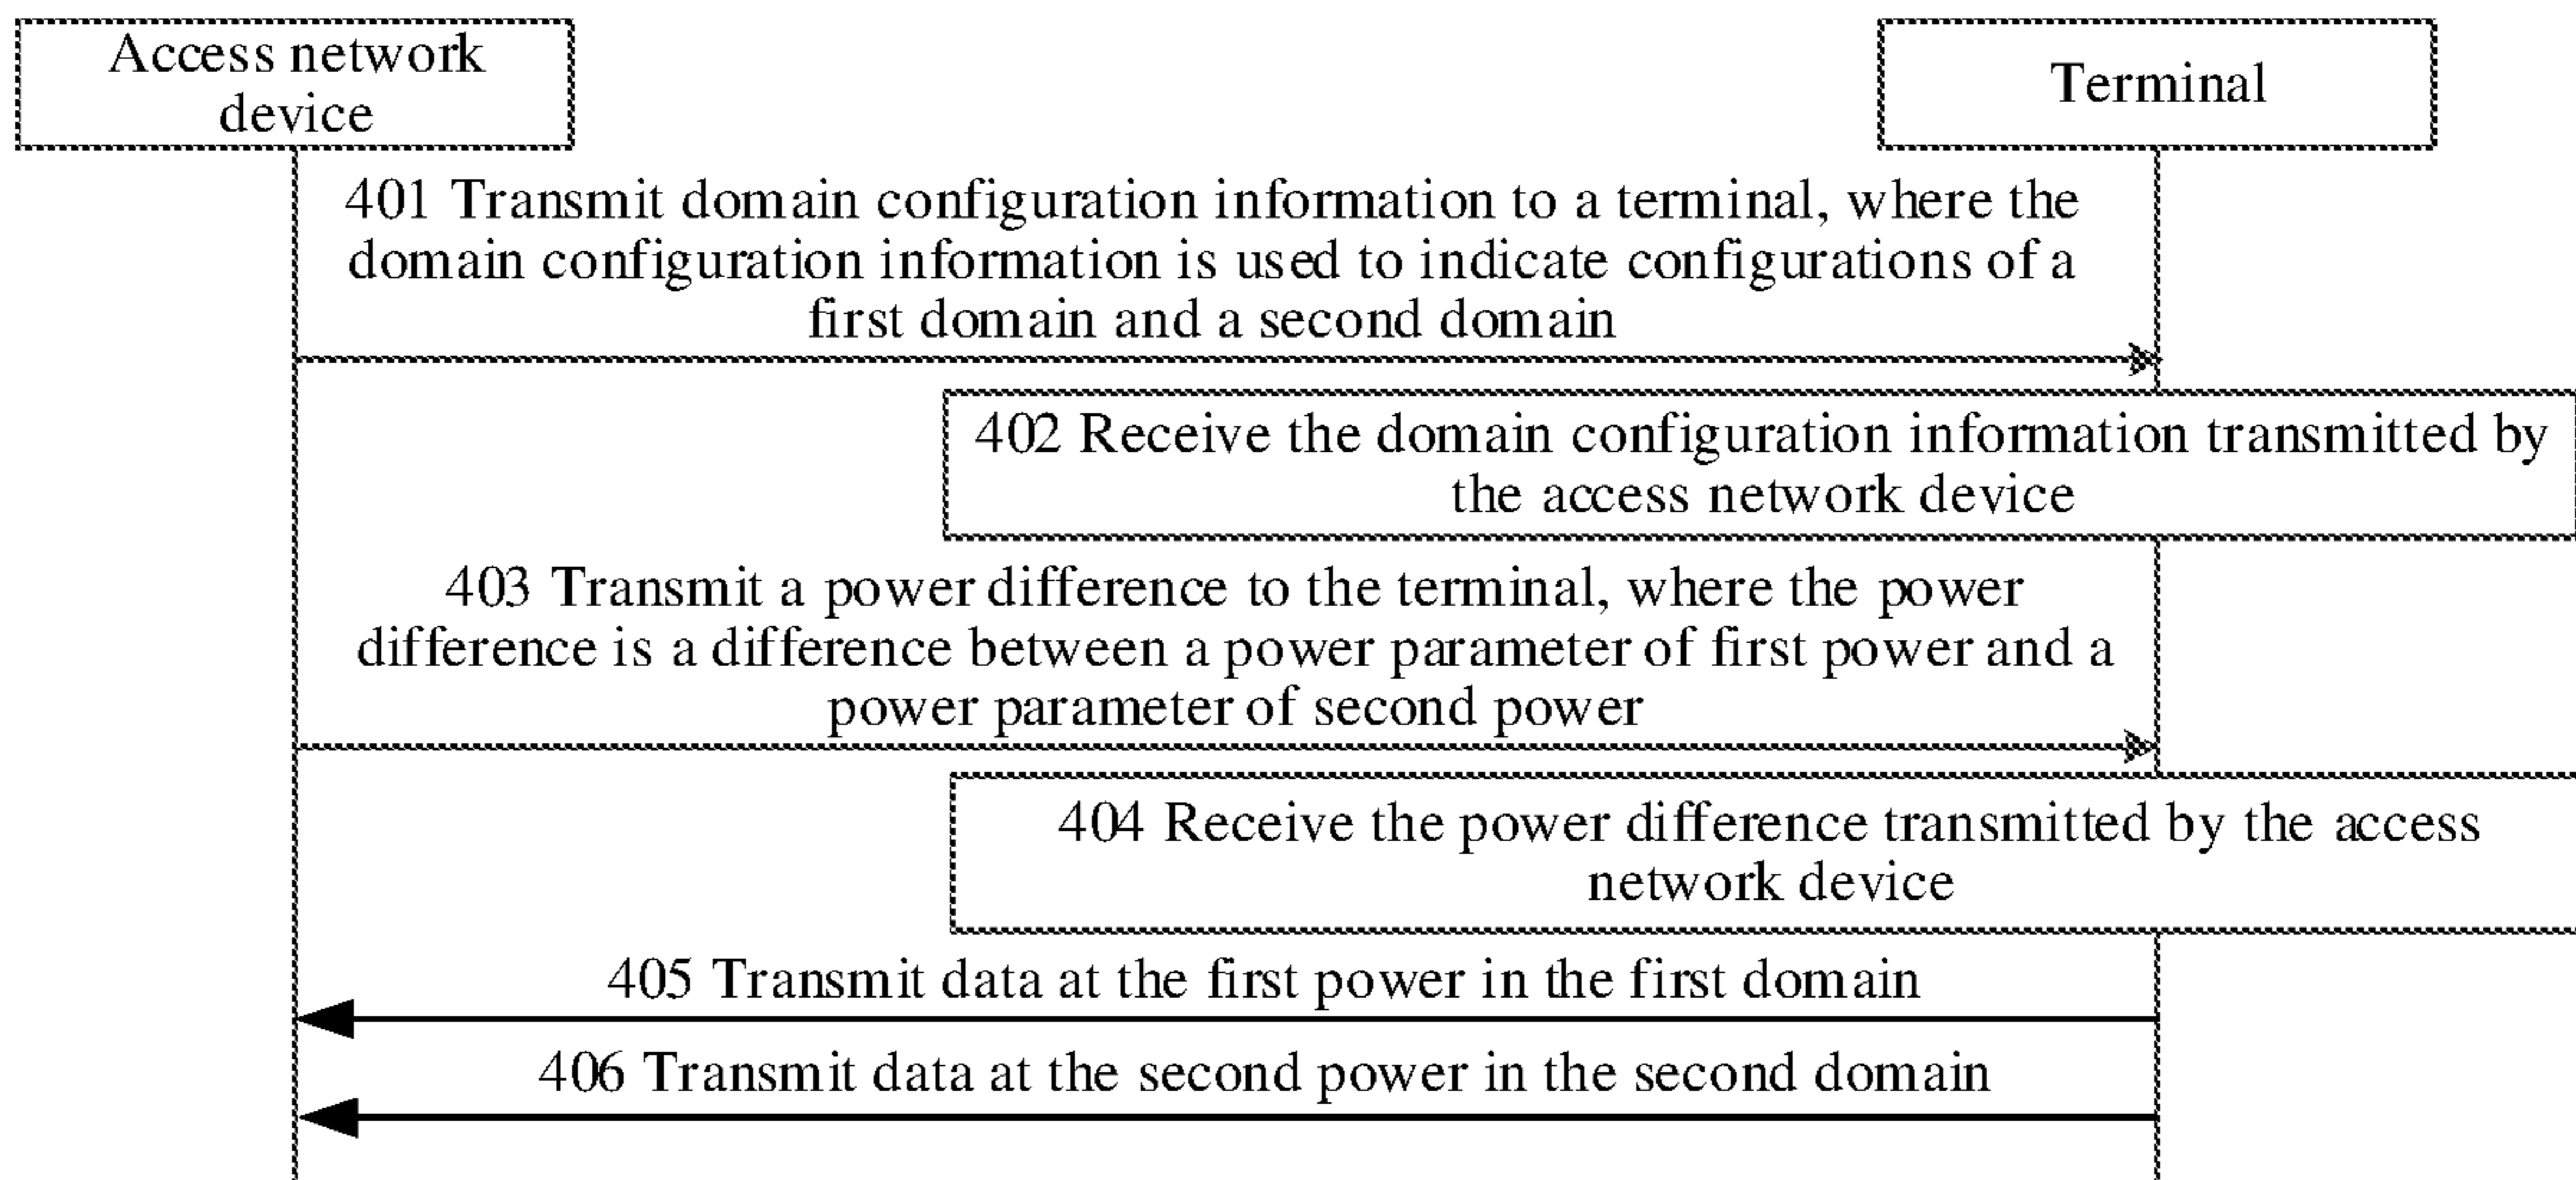 Access network
device
Terminal
401 Transmit domain configuration information to a terminal, where the
domain configuration information is used to indicate configurations of a
first domain and a second domain
402 Receive the domain configuration information transmitted by
the access network device
403 Transmit a power difference to the terminal, where the power
difference is a difference between a power parameter of first power and a
power parameter of second power
404 Receive the power difference transmitted by the access
network device
405 Transmit data at the first power in the first domain
406 Transmit data at the second power in the second domain